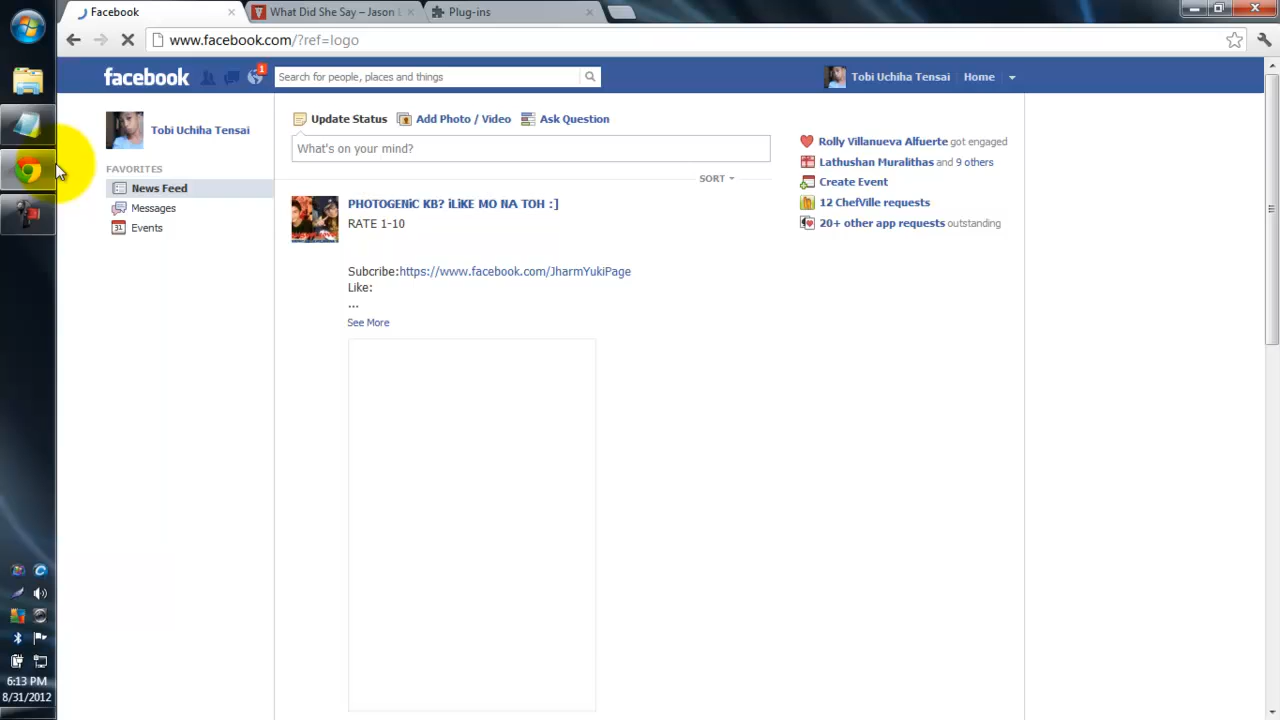 Facebook
What Did She Say – Jason L
Plug-ins
www.facebook.com/?ref=logo
facebook
1
Search for people, places and things
Tobi Uchiha Tensai
Home
Tobi Uchiha Tensai
FAVORITES
News Feed
Messages
31 Events
Update Status
Add Photo / Video
Ask Question
What's on your mind?
SORT
PHOTOGENiC KB? iLiKE MO NA TOH :]
RATE 1-10
Subcribe:https://www.facebook.com/JharmYukiPage
Like:
...
See More
Rolly Villanueva Alfuerte got engaged
Lathushan Muralithas and 9 others
Create Event
12 ChefVille requests
20+ other app requests outstanding
6:13 PM
8/31/2012